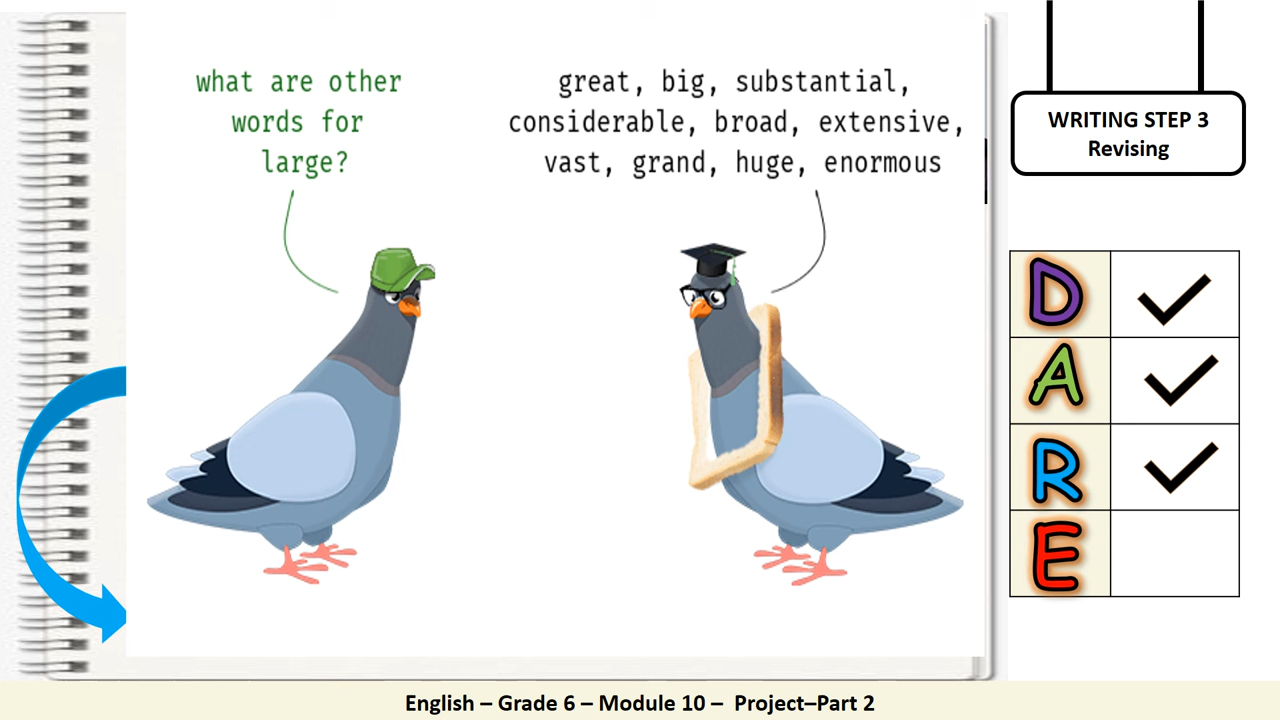 what are other
words for
large?
great, big, substantial,
considerable, broad, extensive,
vast, grand, huge, enormous
WRITING STEP 3
Revising
D
A
R
E
English – Grade 6 – Module 10 – Project–Part 2